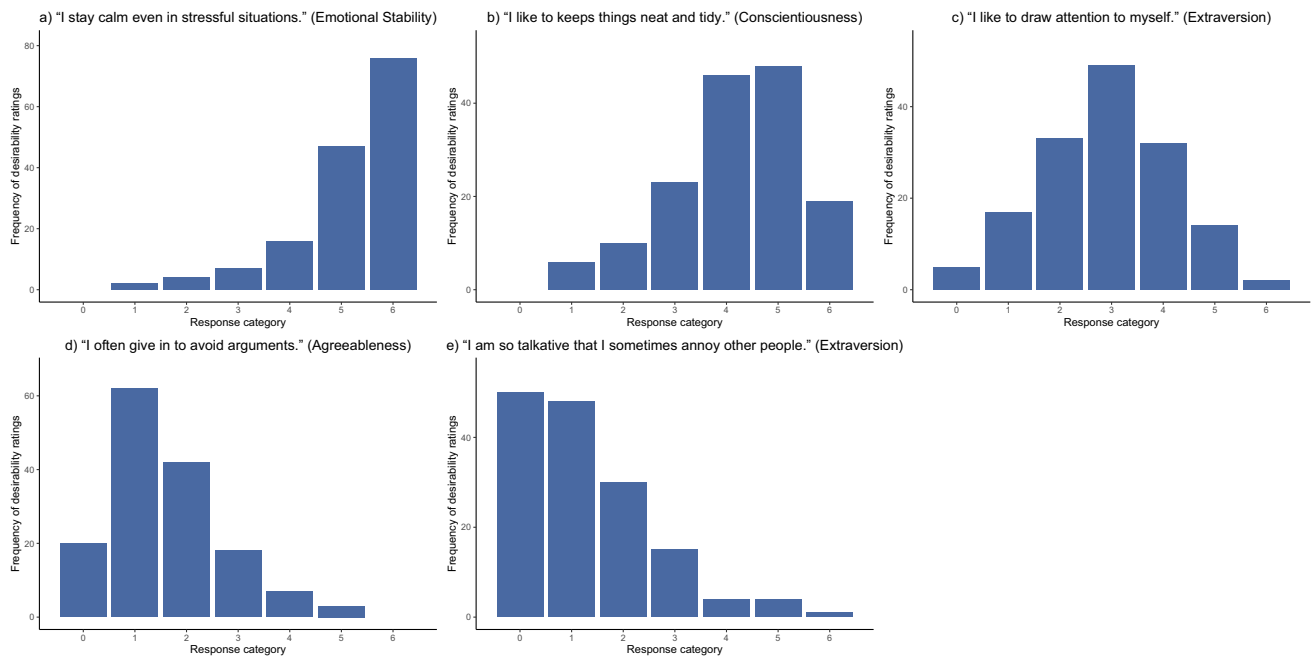 a) “I stay calm even in stressful situations.” (Emotional Stability)
80
60
40
20
0
Frequency of desirability ratings
0 1 2 3 4 5 6
Response category
b) “I like to keeps things neat and tidy.” (Conscientiousness)
40
20
0
Frequency of desirability ratings
0 1 2 3 4 5 6
Response category
c) “I like to draw attention to myself.” (Extraversion)
40
20
0
Frequency of desirability ratings
0 1 2 3 4 5 6
Response category
d) “I often give in to avoid arguments.” (Agreeableness)
60
40
20
0
Frequency of desirability ratings
0 1 2 3 4 5 6
Response category
e) “I am so talkative that I sometimes annoy other people.” (Extraversion)
40
20
0
Frequency of desirability ratings
0 1 2 3 4 5 6
Response category